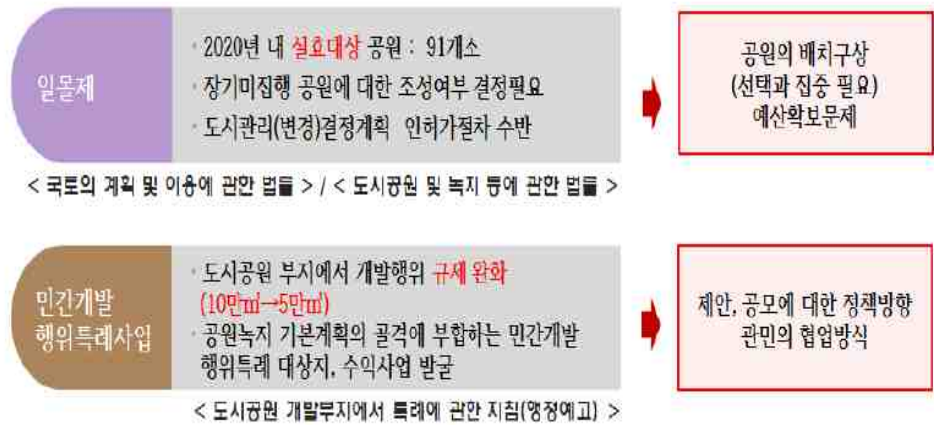 일몰제
· 2020년 내 실효대상 공원 : 91개소
· 장기미집행 공원에 대한 조성여부 결정필요
· 도시관리(변경)결정계획 인허가절차 수반
공원의 배치구상
(선택과 집중 필요)
예산확보문제
< 국토의 계획 및 이용에 관한 법률 > / < 도시공원 및 녹지 등에 관한 법률 >
민간개발
행위특례사업
· 도시공원 부지에서 개발행위 규제 완화
(10만㎡→5만㎡)
· 공원녹지 기본계획의 골격에 부합하는 민간개발
행위특례 대상지, 수익사업 발굴
제안, 공모에 대한 정책방향
관민의 협업방식
< 도시공원 개발부지에서 특례에 관한 지침(행정예고) >